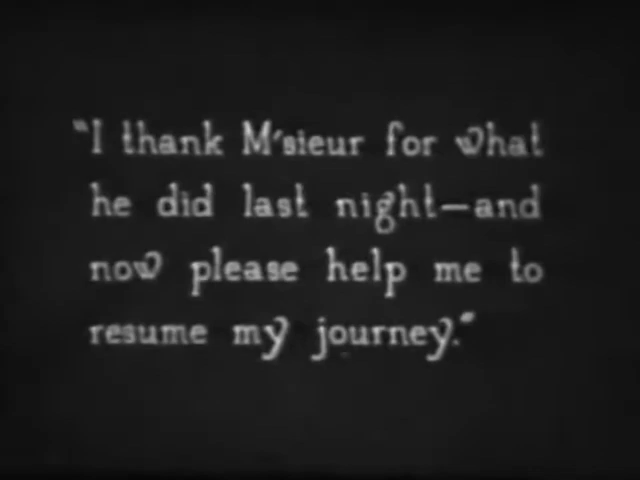 "I thank M'sieur for what
he did last night—and
now please help me to
resume my journey."